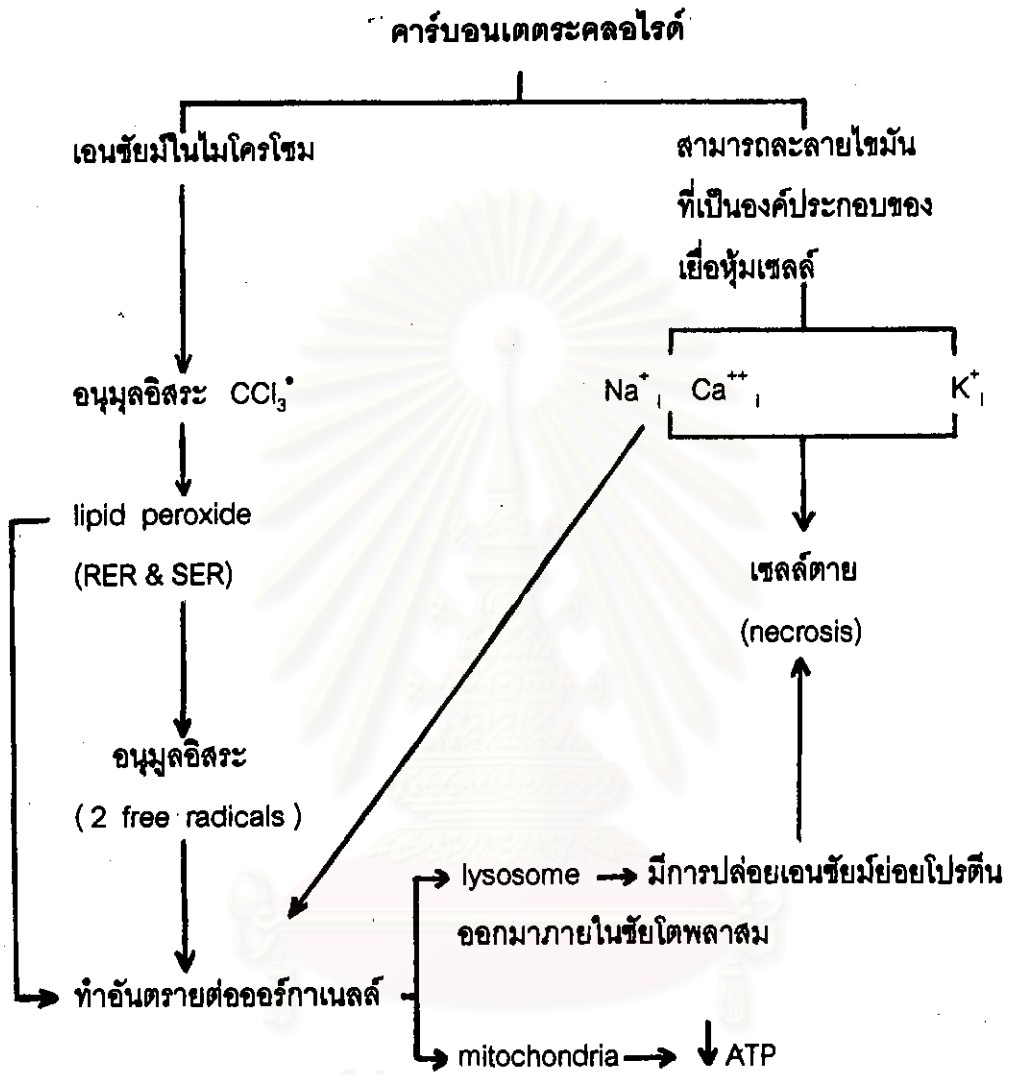 คาร์บอนเตตระคลอไรด์
เอนซัยม์ในไมโครโซม
สามารถละลายไขมัน
ที่เป็นองค์ประกอบของ
เยื่อหุ้มเซลล์
อนุมุลอิสระ CCl₃•
Na⁺ᵢ Ca⁺⁺ᵢ K⁺ᵢ
lipid peroxide
(RER & SER)
เซลล์ตาย
(necrosis)
อนุมูลอิสระ
( 2 free radicals )
lysosome → มีการปล่อยเอนซัยม์ย่อยโปรตีน
ออกมาภายในซัยโตพลาสม
ทำอันตรายต่อออร์กาเนลล์
mitochondria → ↓ ATP